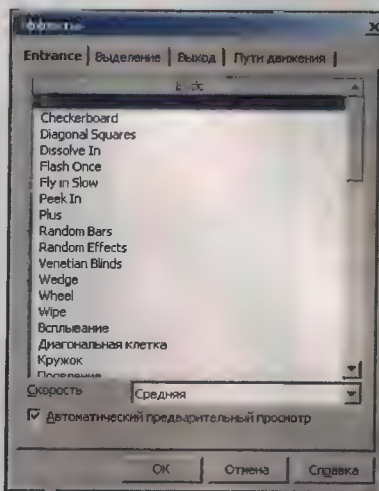 Entrance Выделение Выход Пути движения
Checkerboard
Diagonal Squares
Dissolve In
Flash Once
Fly in Slow
Peek In
Plus
Random Bars
Random Effects
Venetian Blinds
Wedge
Wheel
Wipe
Всплывание
Диагональная клетка
Кружок
Скорость Средняя
Автоматический предварительный просмотр
ОК Отмена Справка